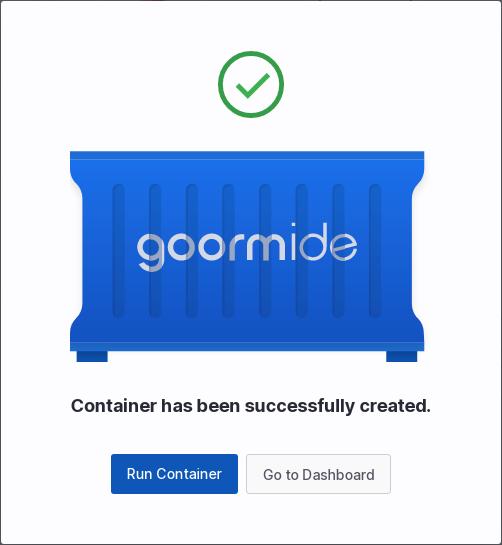 goormide
Container has been successfully created.
Run Container
Go to Dashboard